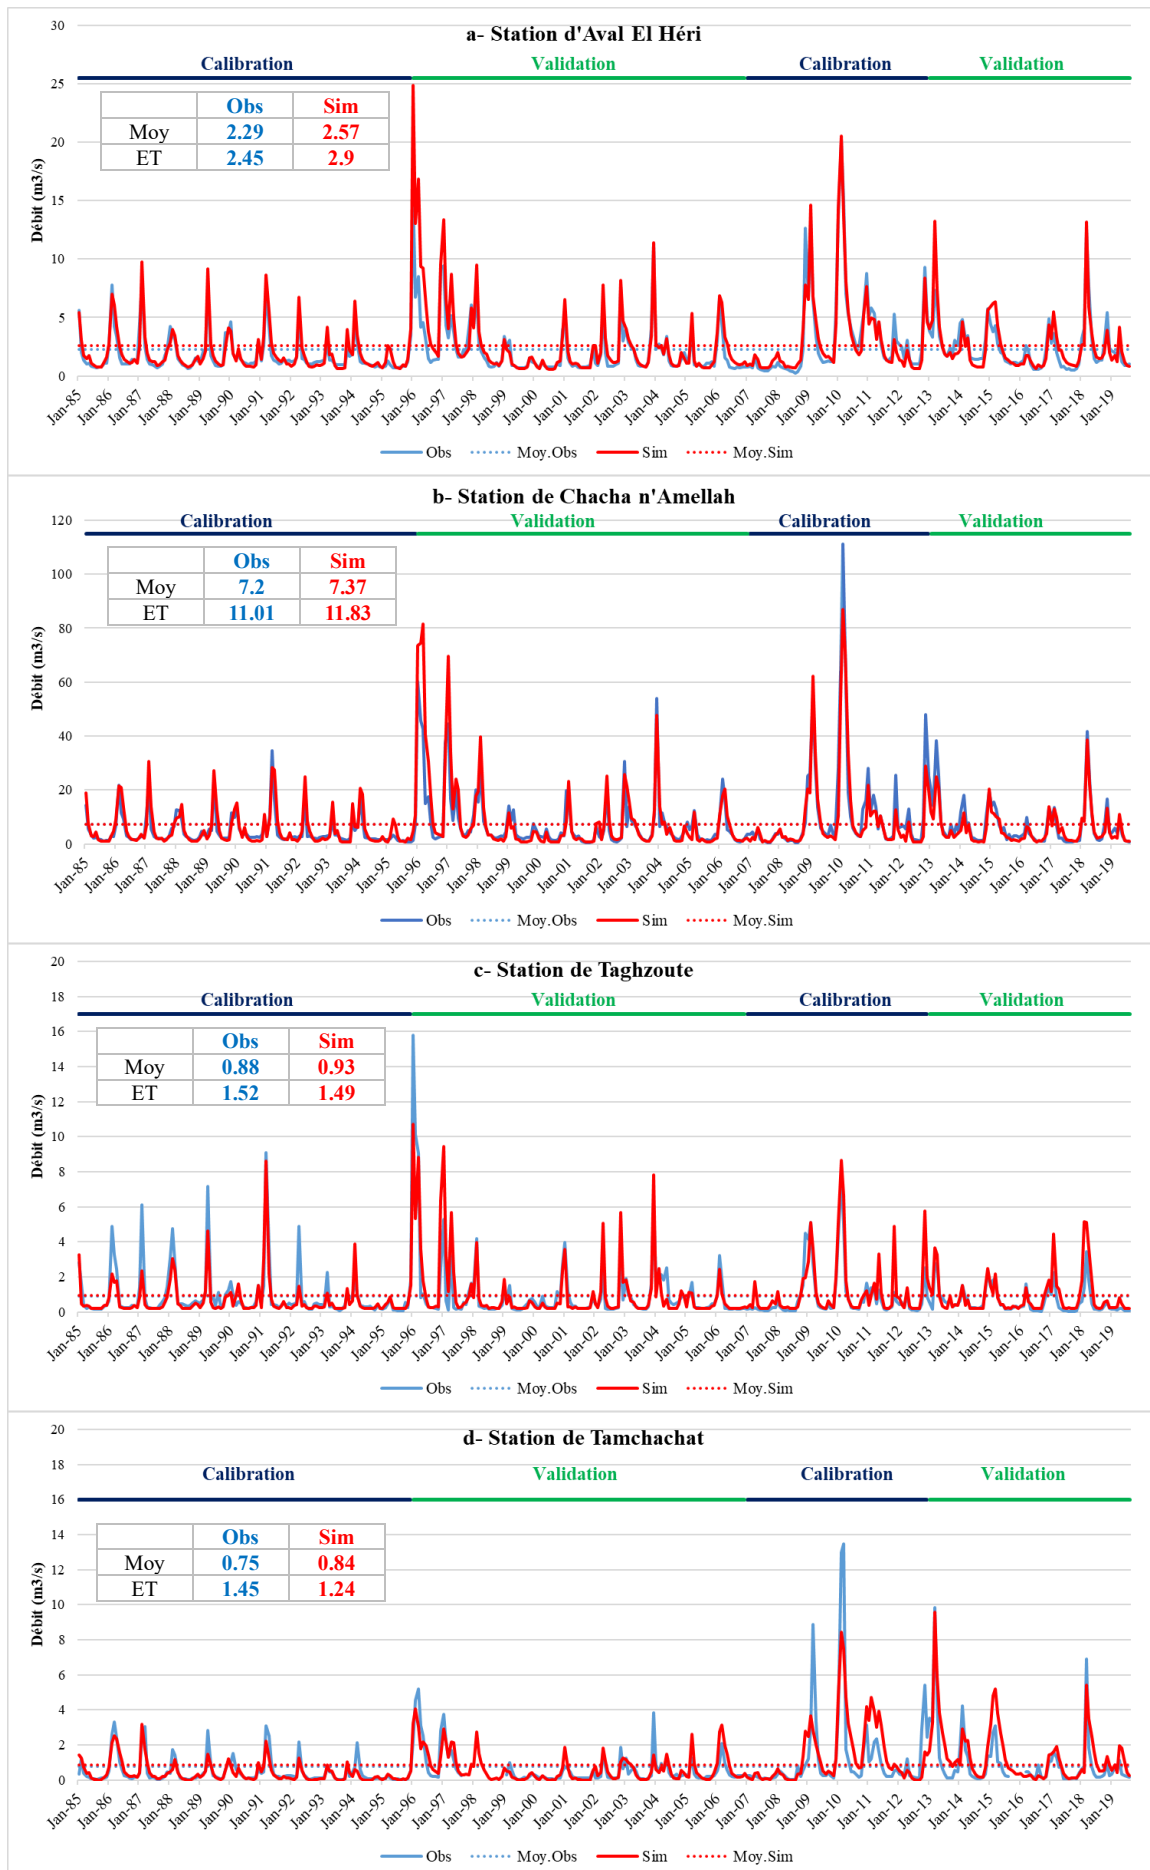 a- Station d'Aval El Héri
Calibration Validation Calibration Validation
Obs Sim
Moy 2.29 2.57
ET 2.45 2.9
Débit (m3/s)
30
25
20
15
10
5
0
Jan-85 Jan-86 Jan-87 Jan-88 Jan-89 Jan-90 Jan-91 Jan-92 Jan-93 Jan-94 Jan-95 Jan-96 Jan-97 Jan-98 Jan-99 Jan-00 Jan-01 Jan-02 Jan-03 Jan-04 Jan-05 Jan-06 Jan-07 Jan-08 Jan-09 Jan-10 Jan-11 Jan-12 Jan-13 Jan-14 Jan-15 Jan-16 Jan-17 Jan-18 Jan-19
Obs Moy.Obs Sim Moy.Sim
b- Station de Chacha n'Amellah
Calibration Validation Calibration Validation
Obs Sim
Moy 7.2 7.37
ET 11.01 11.83
Débit (m3/s)
120
100
80
60
40
20
0
Jan-85 Jan-86 Jan-87 Jan-88 Jan-89 Jan-90 Jan-91 Jan-92 Jan-93 Jan-94 Jan-95 Jan-96 Jan-97 Jan-98 Jan-99 Jan-00 Jan-01 Jan-02 Jan-03 Jan-04 Jan-05 Jan-06 Jan-07 Jan-08 Jan-09 Jan-10 Jan-11 Jan-12 Jan-13 Jan-14 Jan-15 Jan-16 Jan-17 Jan-18 Jan-19
Obs Moy.Obs Sim Moy.Sim
c- Station de Taghzoute
Calibration Validation Calibration Validation
Obs Sim
Moy 0.88 0.93
ET 1.52 1.49
Débit (m3/s)
20
18
16
14
12
10
8
6
4
2
0
Jan-85 Jan-86 Jan-87 Jan-88 Jan-89 Jan-90 Jan-91 Jan-92 Jan-93 Jan-94 Jan-95 Jan-96 Jan-97 Jan-98 Jan-99 Jan-00 Jan-01 Jan-02 Jan-03 Jan-04 Jan-05 Jan-06 Jan-07 Jan-08 Jan-09 Jan-10 Jan-11 Jan-12 Jan-13 Jan-14 Jan-15 Jan-16 Jan-17 Jan-18 Jan-19
Obs Moy.Obs Sim Moy.Sim
d- Station de Tamchachat
Calibration Validation Calibration Validation
Obs Sim
Moy 0.75 0.84
ET 1.45 1.24
Débit (m3/s)
20
18
16
14
12
10
8
6
4
2
0
Jan-85 Jan-86 Jan-87 Jan-88 Jan-89 Jan-90 Jan-91 Jan-92 Jan-93 Jan-94 Jan-95 Jan-96 Jan-97 Jan-98 Jan-99 Jan-00 Jan-01 Jan-02 Jan-03 Jan-04 Jan-05 Jan-06 Jan-07 Jan-08 Jan-09 Jan-10 Jan-11 Jan-12 Jan-13 Jan-14 Jan-15 Jan-16 Jan-17 Jan-18 Jan-19
Obs Moy.Obs Sim Moy.Sim